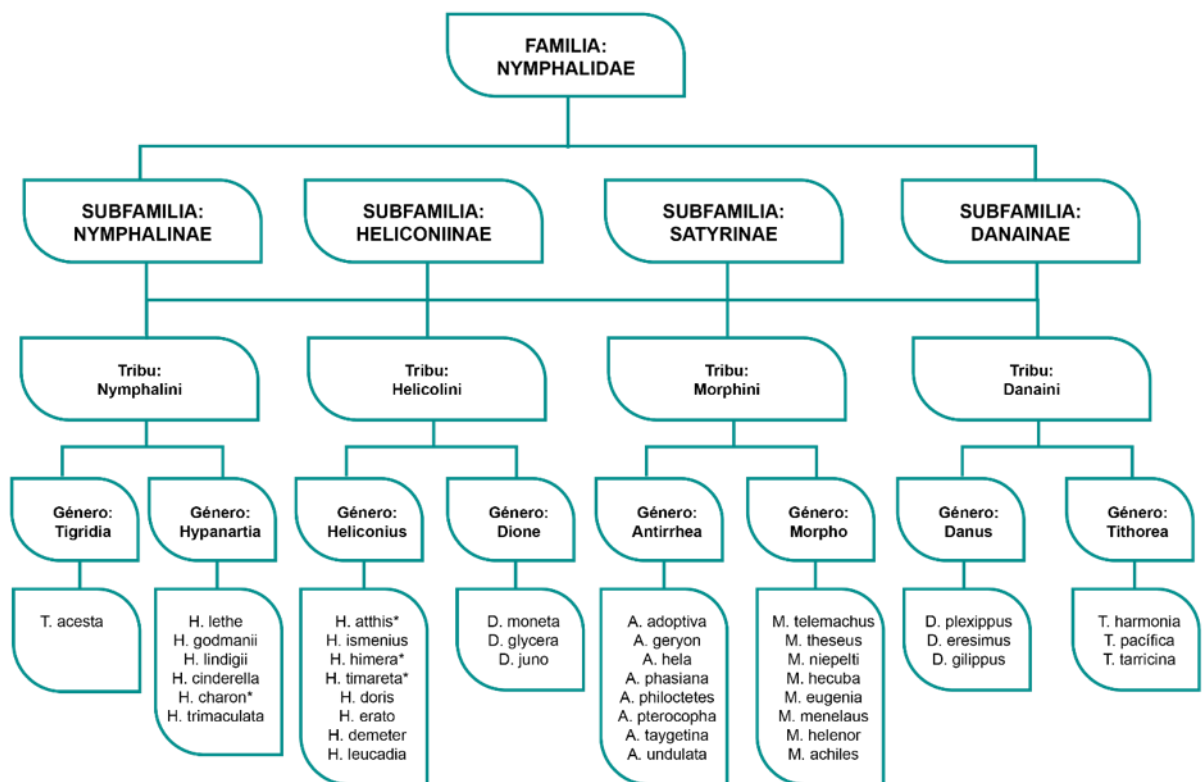 FAMILIA:
NYMPHALIDAE
SUBFAMILIA:
NYMPHALINAE
SUBFAMILIA:
HELICONIINAE
SUBFAMILIA:
SATYRINAE
SUBFAMILIA:
DANAINAE
Tribu:
Nymphalini
Tribu:
Helicolini
Tribu:
Morphini
Tribu:
Danaini
Género:
Tigridia
Género:
Hypanartia
Género:
Heliconius
Género:
Dione
Género:
Antirrhea
Género:
Morpho
Género:
Danus
Género:
Tithorea
T. acesta
H. lethe
H. godmanii
H. lindigii
H. cinderella
H. charon*
H. trimaculata
H. atthis*
H. ismenius
H. himera*
H. timareta*
H. doris
H. erato
H. demeter
H. leucadia
D. moneta
D. glycera
D. juno
A. adoptiva
A. geryon
A. hela
A. phasiana
A. philoctetes
A. pterocopha
A. taygetina
A. undulata
M. telemachus
M. theseus
M. niepelti
M. hecuba
M. eugenia
M. menelaus
M. helenor
M. achiles
D. plexippus
D. eresimus
D. gilippus
T. harmonia
T. pacífica
T. tarricina